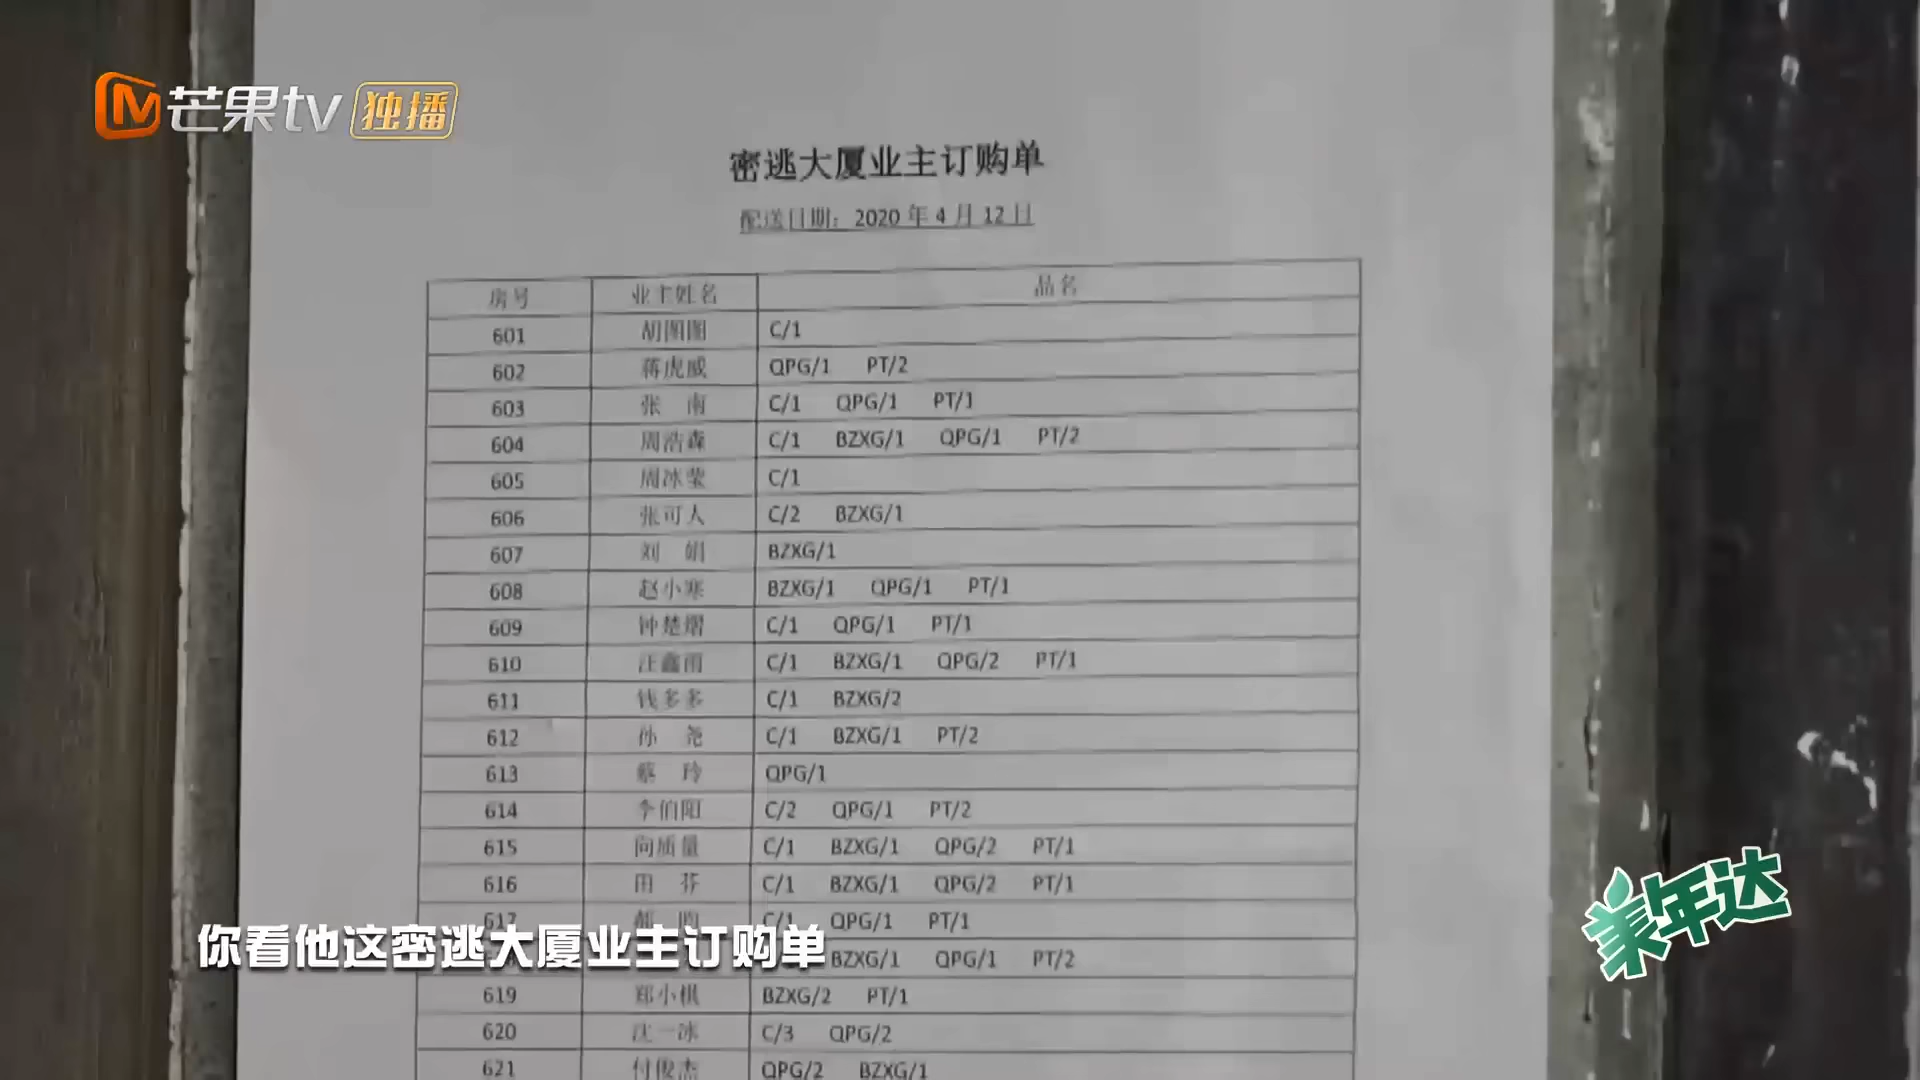 芒果tv 独播
密逃大厦业主订购单
配送日期：2020 年 4 月 12 日
房号 业主姓名 品名
601 胡图图 C/1
602 蒋虎威 QPG/1 PT/2
603 张 南 C/1 QPG/1 PT/1
604 周浩森 C/1 BZXG/1 QPG/1 PT/2
605 周冰莹 C/1
606 张可人 C/2 BZXG/1
607 刘 娟 BZXG/1
608 赵小寒 BZXG/1 QPG/1 PT/1
609 钟楚熠 C/1 QPG/1 PT/1
610 汪鑫雨 C/1 BZXG/1 QPG/2 PT/1
611 钱多多 C/1 BZXG/2
612 孙 尧 C/1 BZXG/1 PT/2
613 蔡 玲 QPG/1
614 李伯阳 C/2 QPG/1 PT/2
615 向质量 C/1 BZXG/1 QPG/2 PT/1
616 田 芬 C/1 BZXG/1 QPG/2 PT/1
617 C/1 QPG/1 PT/1
你看他这密逃大厦业主订购单
BZXG/1 QPG/1 PT/2
619 郑小棋 BZXG/2 PT/1
620 沈一冰 C/3 QPG/2
621 付俊杰 QPG/2 BZXG/1
美年达